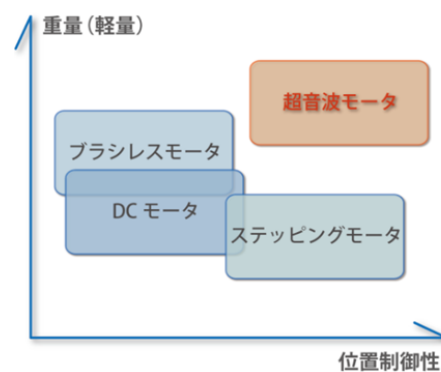 重量（軽量）
超音波モータ
ブラシレスモータ
DC モータ
ステッピングモータ
位置制御性